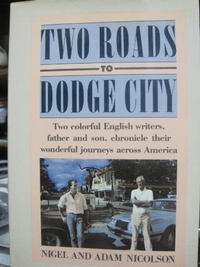 TWO ROADS
TO
DODGE CITY
Two colorful English writers,
father and son, chronicle their
wonderful journeys across America
NIGEL AND ADAM NICOLSON